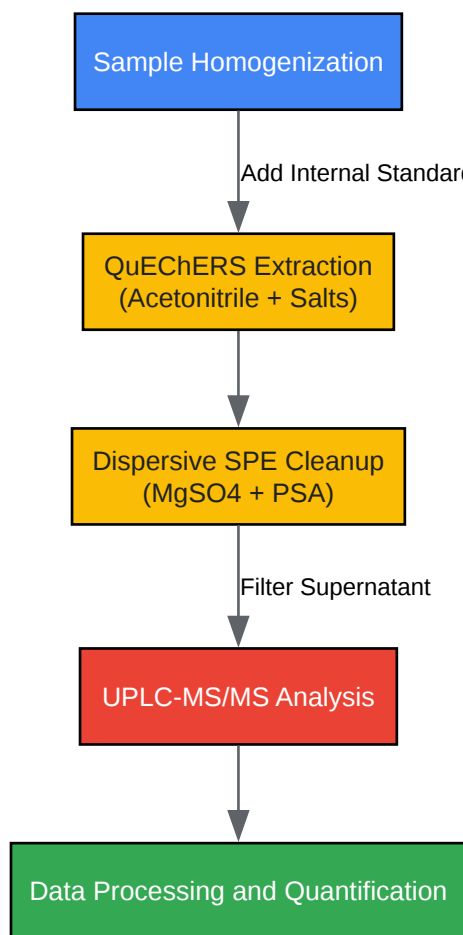 Sample Homogenization
Add Internal Standard
QuEChERS Extraction
(Acetonitrile + Salts)
Dispersive SPE Cleanup
(MgSO4 + PSA)
Filter Supernatant
UPLC-MS/MS Analysis
Data Processing and Quantification